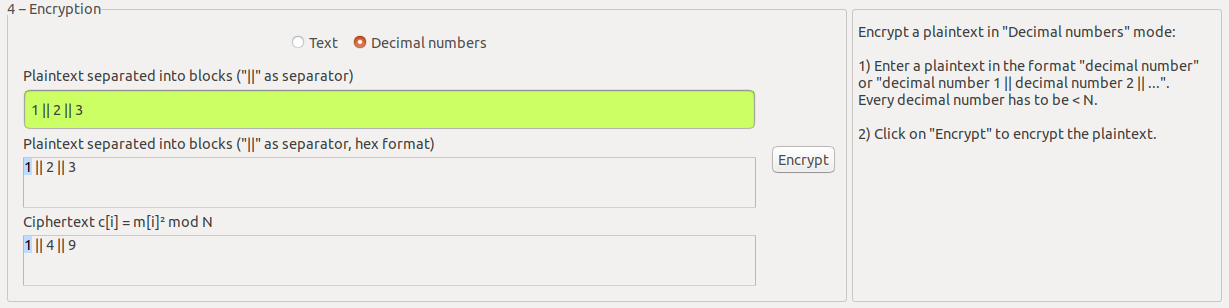 4 – Encryption
Text
Decimal numbers
Plaintext separated into blocks ("||" as separator)
1 || 2 || 3
Plaintext separated into blocks ("||" as separator, hex format)
1 || 2 || 3
Encrypt
Ciphertext c[i] = m[i]² mod N
1 || 4 || 9
Encrypt a plaintext in "Decimal numbers" mode:
1) Enter a plaintext in the format "decimal number"
or "decimal number 1 || decimal number 2 || ...".
Every decimal number has to be < N.
2) Click on "Encrypt" to encrypt the plaintext.